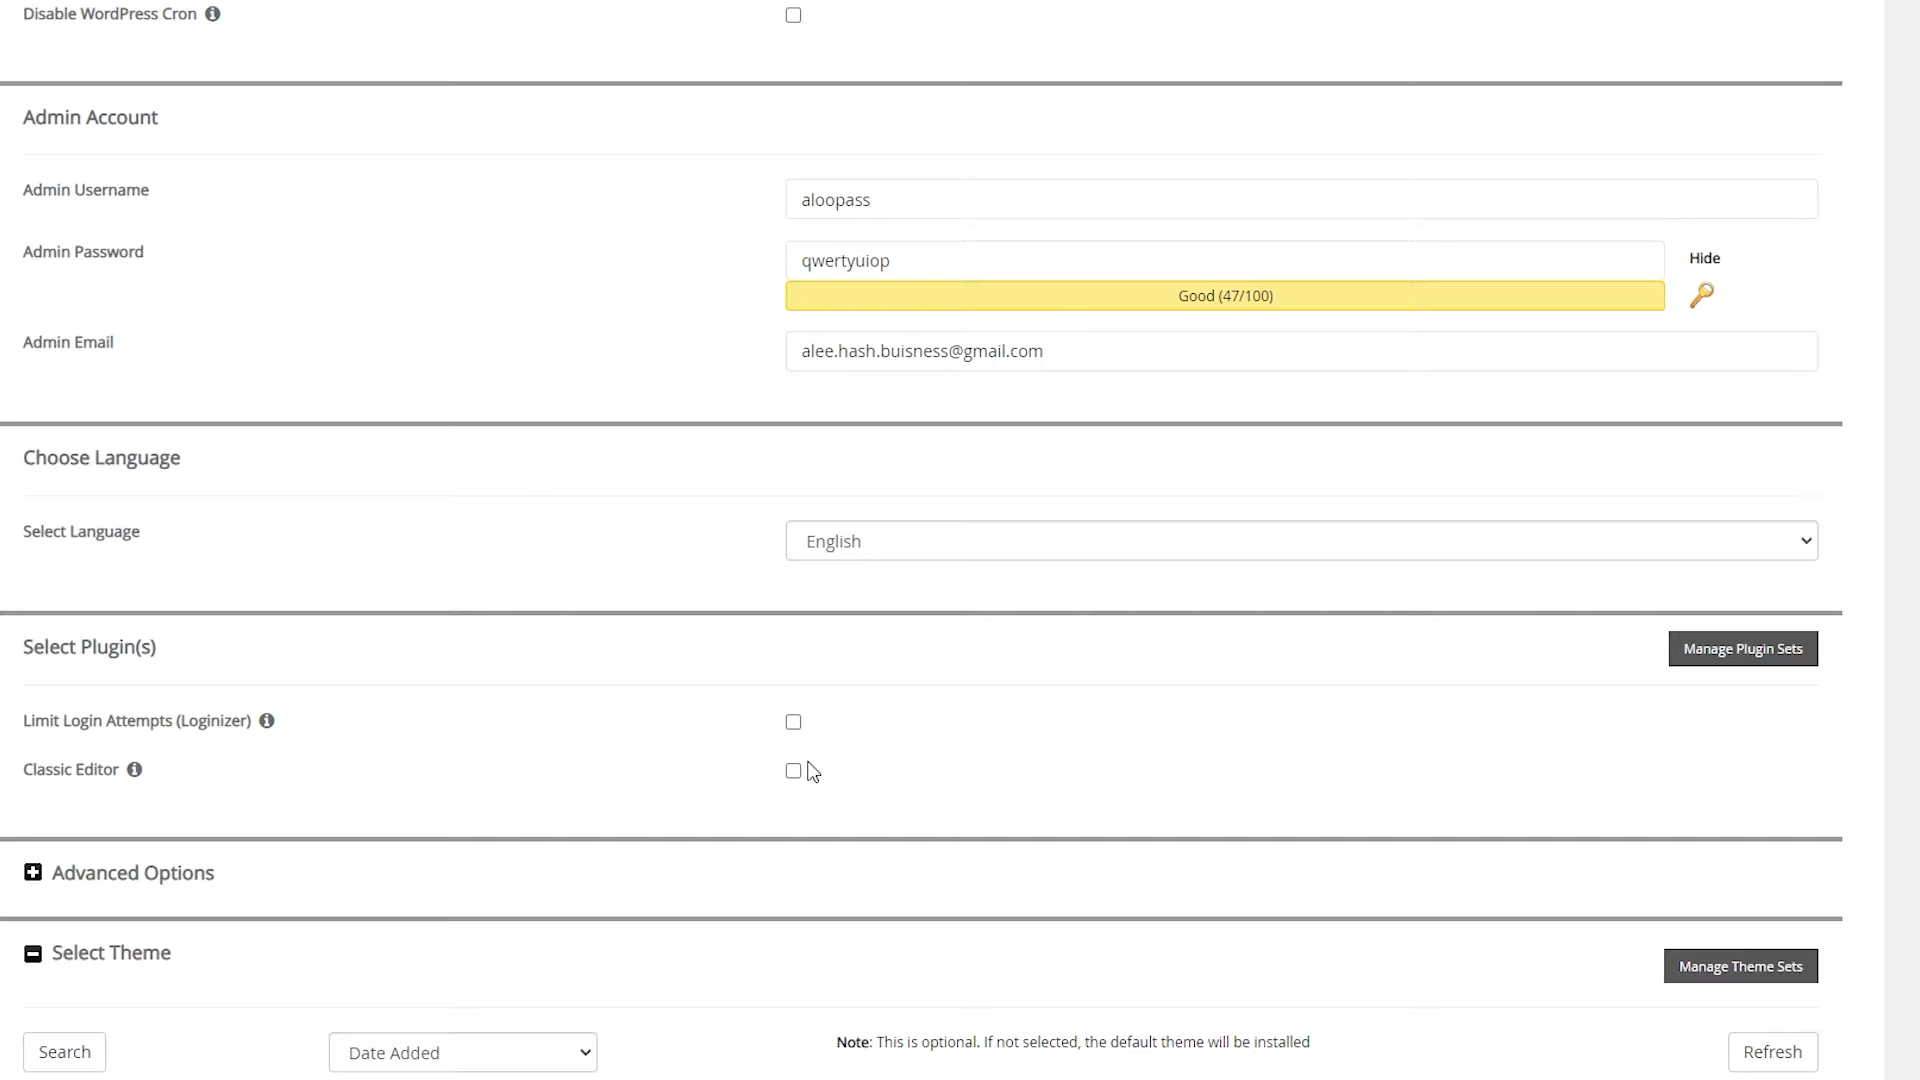 Disable WordPress Cron
Admin Account
Admin Username
aloopass
Admin Password
qwertyuiop
Hide
Good (47/100)
Admin Email
alee.hash.buisness@gmail.com
Choose Language
Select Language
English
Select Plugin(s)
Manage Plugin Sets
Limit Login Attempts (Loginizer)
Classic Editor
Advanced Options
Select Theme
Manage Theme Sets
Search
Date Added
Note: This is optional. If not selected, the default theme will be installed
Refresh